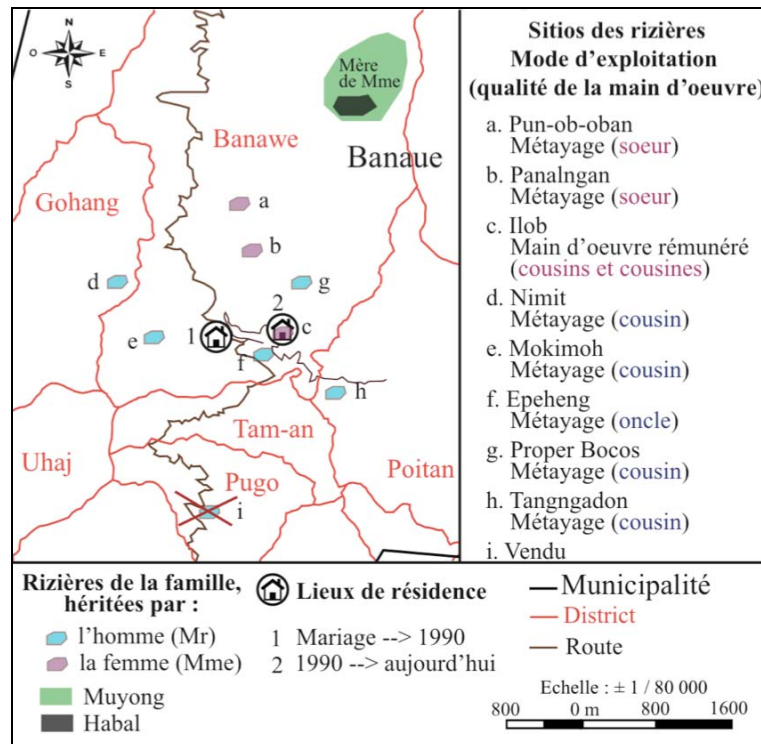 N
O E
S
Mère
de Mme
Banawe
Banaue
Gohang
a
b
d
g
2
1
c
e
f
h
Tam-an
Uhaj
Pugo
Poitan
i
Sitios des rizières
Mode d'exploitation
(qualité de la main d'oeuvre)
a. Pun-ob-oban
Métayage (soeur)
b. Panalngan
Métayage (soeur)
c. Ilob
Main d'oeuvre rémunéré
(cousins et cousines)
d. Nimit
Métayage (cousin)
e. Mokimoh
Métayage (cousin)
f. Epeheng
Métayage (oncle)
g. Proper Bocos
Métayage (cousin)
h. Tangngadon
Métayage (cousin)
i. Vendu
Rizières de la famille,
héritées par :
l'homme (Mr)
la femme (Mme)
Muyong
Habal
Lieux de résidence
1 Mariage --> 1990
2 1990 --> aujourd'hui
Municipalité
District
Route
Echelle : ± 1 / 80 000
800 0 m 800 1600